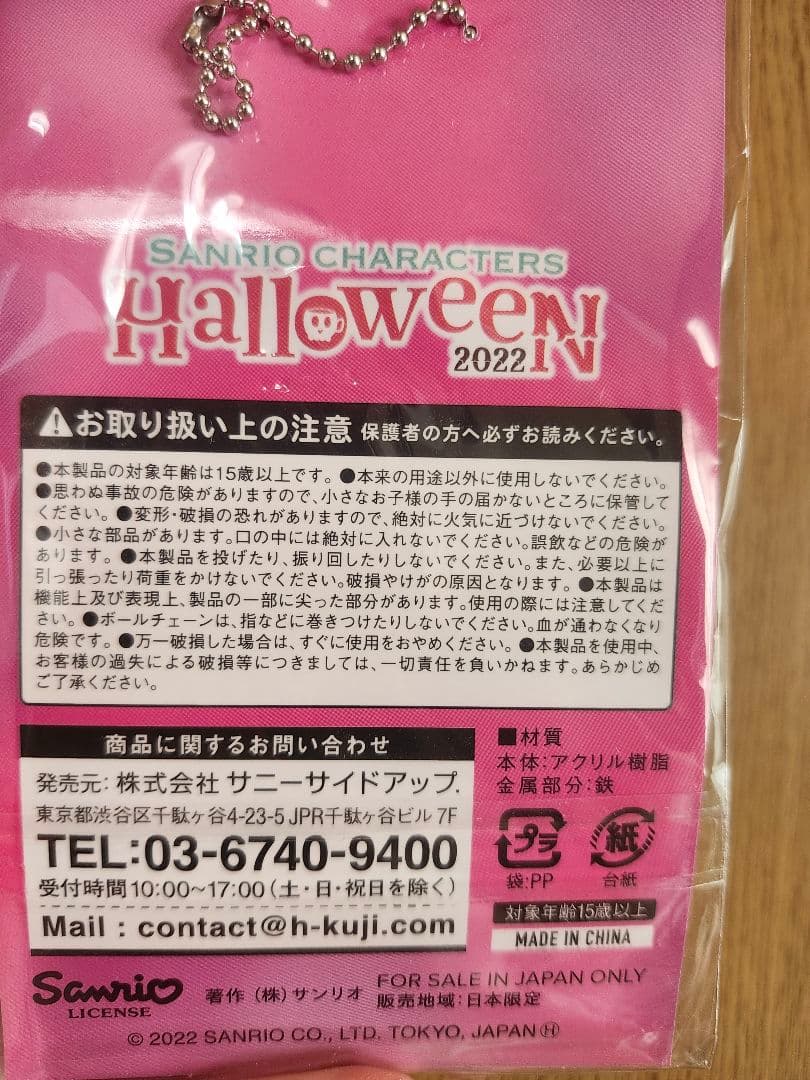 SANRIO CHARACTERS
HalloweeN
2022
⚠お取り扱い上の注意 保護者の方へ必ずお読みください。
●本製品の対象年齢は15歳以上です。●本来の用途以外に使用しないでください。
●思わぬ事故の危険がありますので、小さなお子様の手の届かないところに保管して
ください。●変形・破損の恐れがありますので、絶対に火気に近づけないでください。
●小さな部品があります。口の中には絶対に入れないでください。誤飲などの危険が
あります。●本製品を投げたり、振り回したりしないでください。また、必要以上に
引っ張ったり荷重をかけないでください。破損やけがの原因となります。●本製品は
機能上及び表現上、製品の一部に尖った部分があります。使用の際には注意してくだ
さい。●ボールチェーンは、指などに巻きつけたりしないでください。血が通わなくなり
危険です。●万一破損した場合は、すぐに使用をおやめください。●本製品を使用中、
お客様の過失による破損等につきましては、一切責任を負いかねます。あらかじめ
ご了承ください。
商品に関するお問い合わせ
発売元:株式会社 サニーサイドアップ.
東京都渋谷区千駄ヶ谷4-23-5 JPR千駄ヶ谷ビル 7F
TEL:03-6740-9400
受付時間10:00~17:00(土・日・祝日を除く)
Mail : contact@h-kuji.com
■材質
本体:アクリル樹脂
金属部分:鉄
プラ
袋:PP
紙
台紙
対象年齢15歳以上
MADE IN CHINA
Sanrio
LICENSE
著作(株)サンリオ
FOR SALE IN JAPAN ONLY
販売地域:日本限定
© 2022 SANRIO CO., LTD. TOKYO, JAPAN Ⓗ